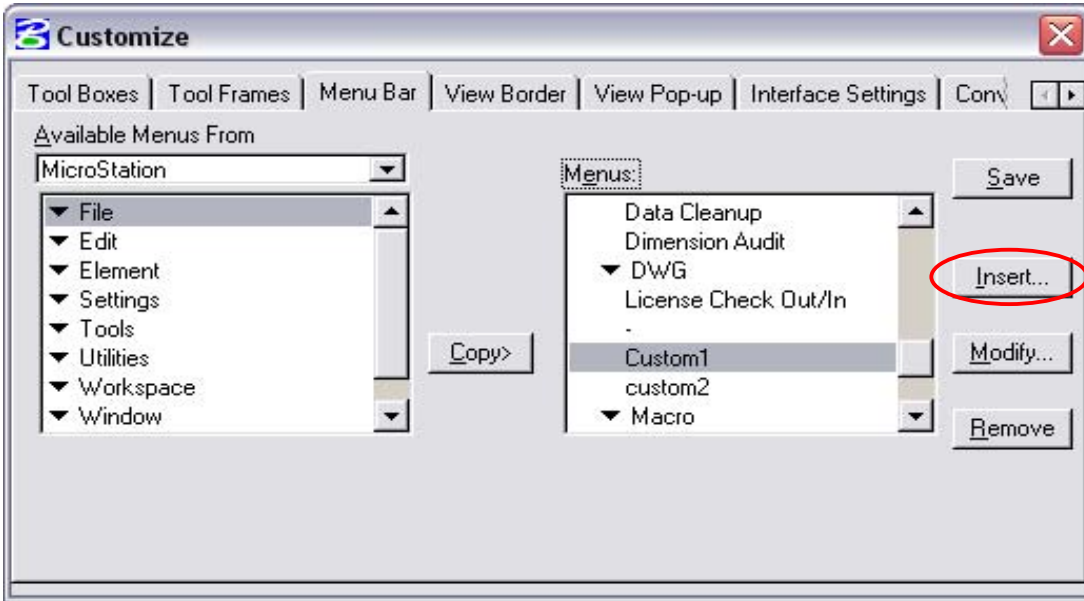 Customize
Tool Boxes Tool Frames Menu Bar View Border View Pop-up Interface Settings Conv
Available Menus From
MicroStation
File
Edit
Element
Settings
Tools
Utilities
Workspace
Window
Copy>
Menus:
Data Cleanup
Dimension Audit
DWG
License Check Out/In
-
Custom1
custom2
Macro
Save
Insert...
Modify...
Remove